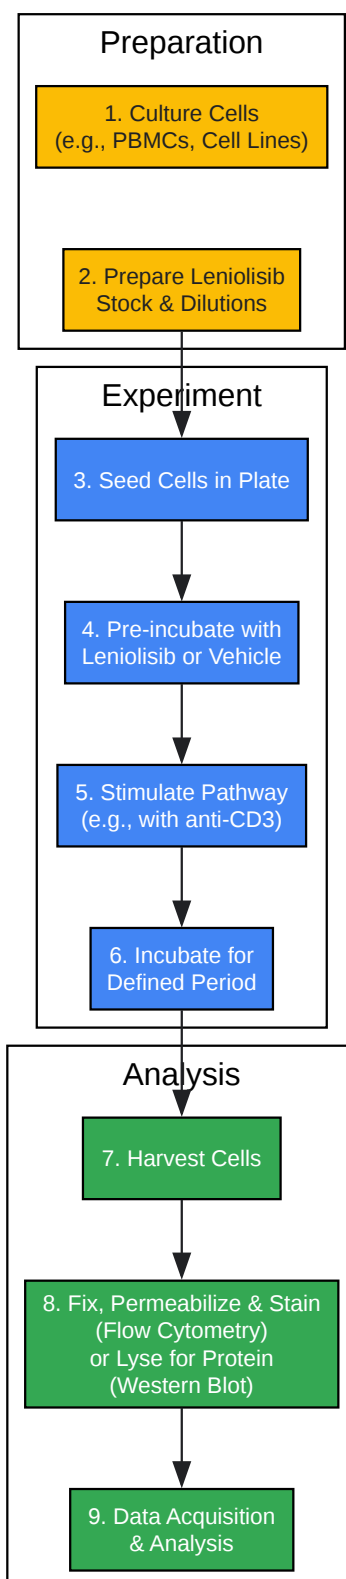 Preparation
1. Culture Cells
(e.g., PBMCs, Cell Lines)
2. Prepare Leniolisib
Stock & Dilutions
Experiment
3. Seed Cells in Plate
4. Pre-incubate with
Leniolisib or Vehicle
5. Stimulate Pathway
(e.g., with anti-CD3)
6. Incubate for
Defined Period
Analysis
7. Harvest Cells
8. Fix, Permeabilize & Stain
(Flow Cytometry)
or Lyse for Protein
(Western Blot)
9. Data Acquisition
& Analysis